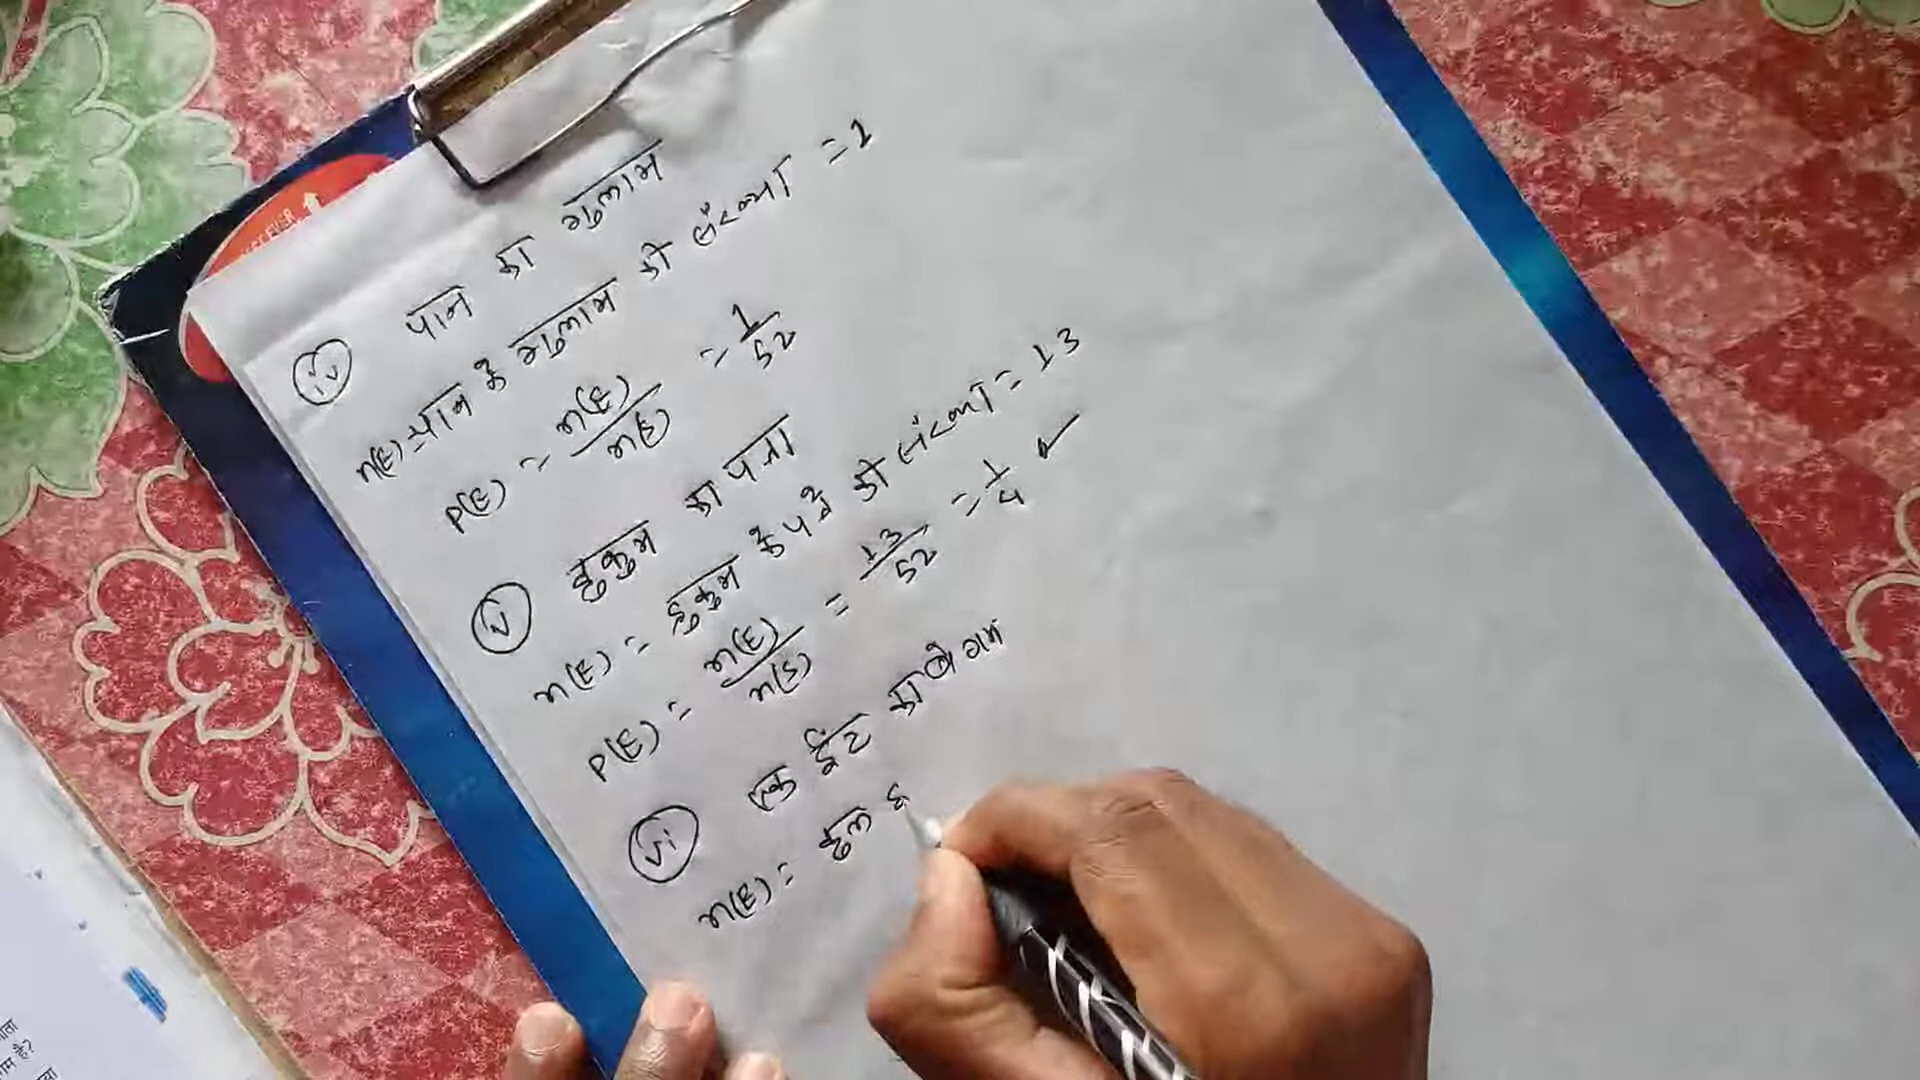 (iv) पान का गुलाम
n(E) = पान के गुलाम की संख्या = 1
P(E) = n(E)/n(S) = 1/52
(v) हुकुम का पत्ता
n(E) = हुकुम के पत्ते की संख्या = 13
P(E) = n(E)/n(S) = 13/52 = 1/4 ✓
(vi) एक ईंट का बेगम
n(E) = कुल